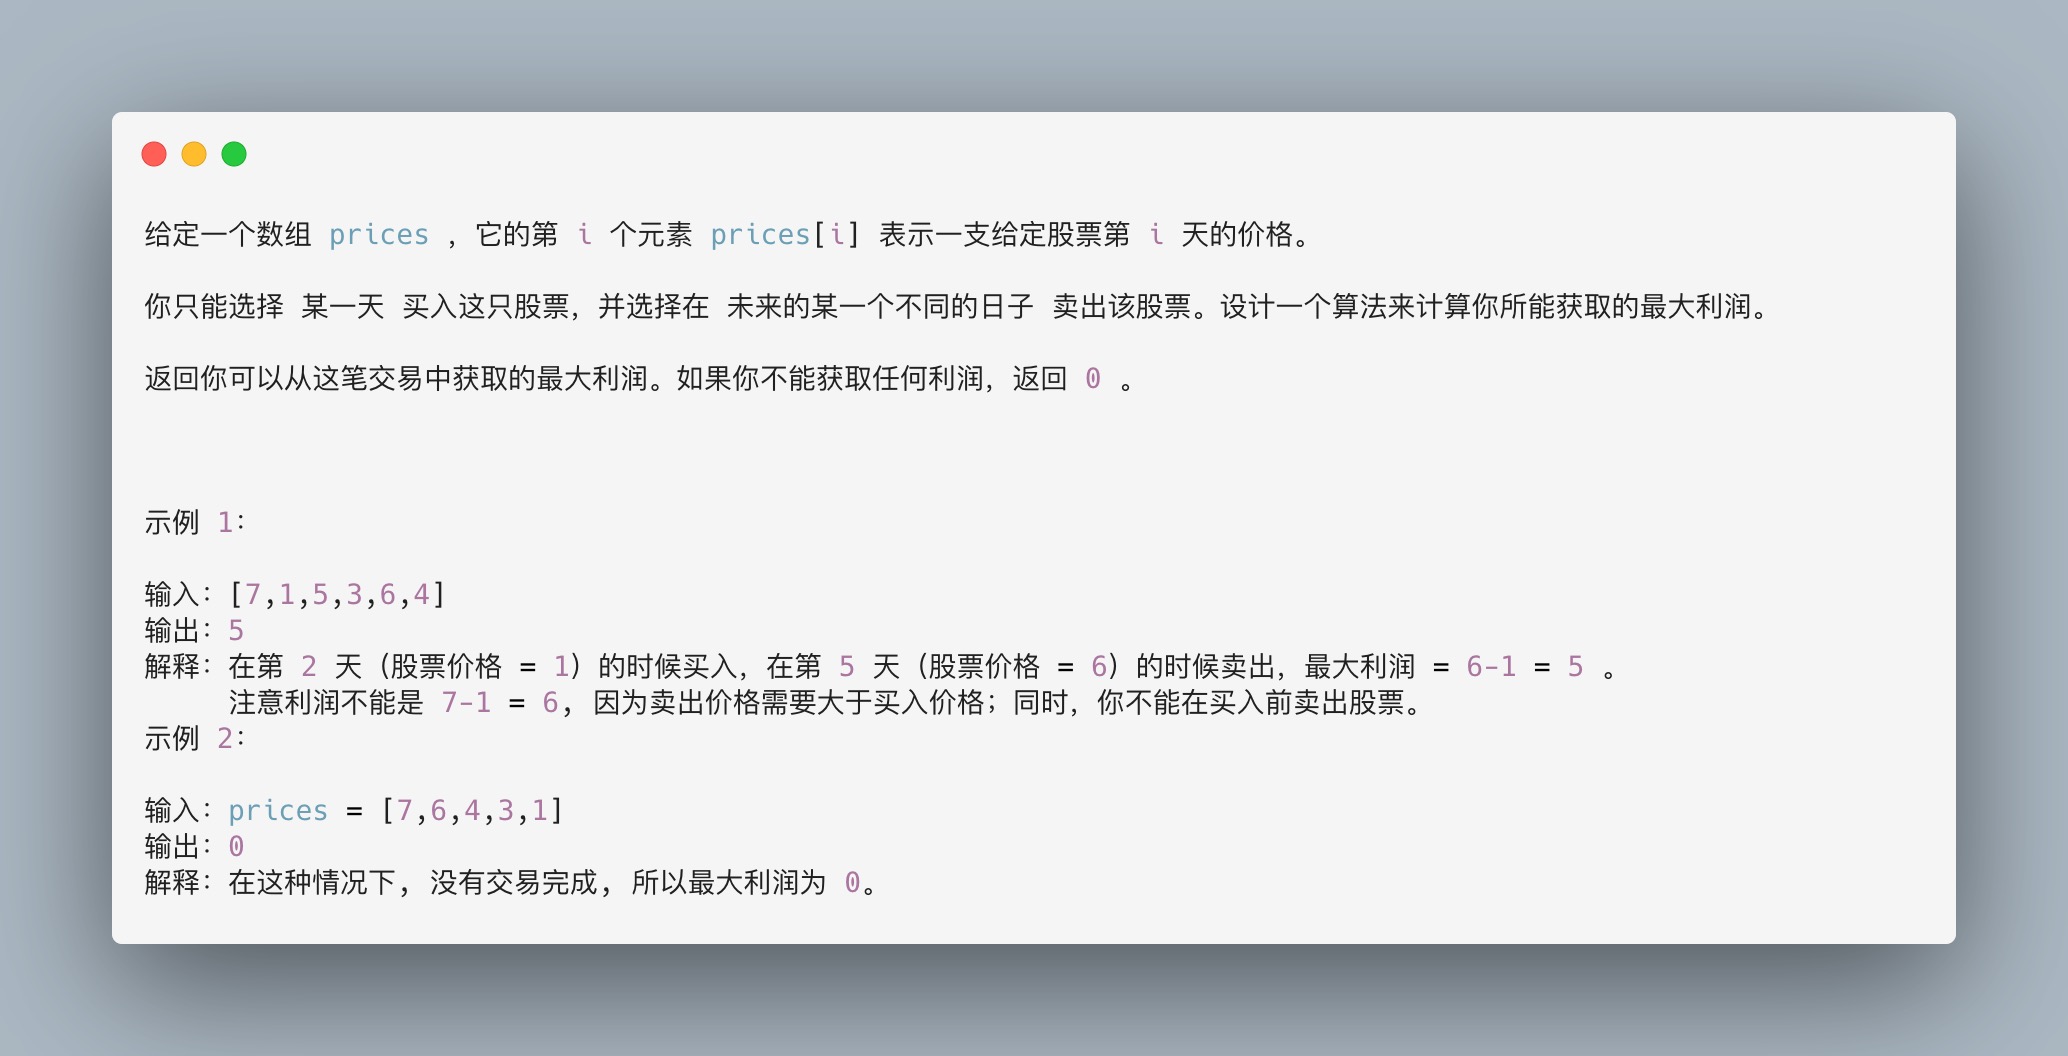 给定一个数组 prices ，它的第 i 个元素 prices[i] 表示一支给定股票第 i 天的价格。
你只能选择 某一天 买入这只股票，并选择在 未来的某一个不同的日子 卖出该股票。设计一个算法来计算你所能获取的最大利润。
返回你可以从这笔交易中获取的最大利润。如果你不能获取任何利润，返回 0 。
示例 1：
输入：[7,1,5,3,6,4]
输出：5
解释：在第 2 天（股票价格 = 1）的时候买入，在第 5 天（股票价格 = 6）的时候卖出，最大利润 = 6-1 = 5 。
注意利润不能是 7-1 = 6, 因为卖出价格需要大于买入价格；同时，你不能在买入前卖出股票。
示例 2：
输入：prices = [7,6,4,3,1]
输出：0
解释：在这种情况下, 没有交易完成, 所以最大利润为 0。